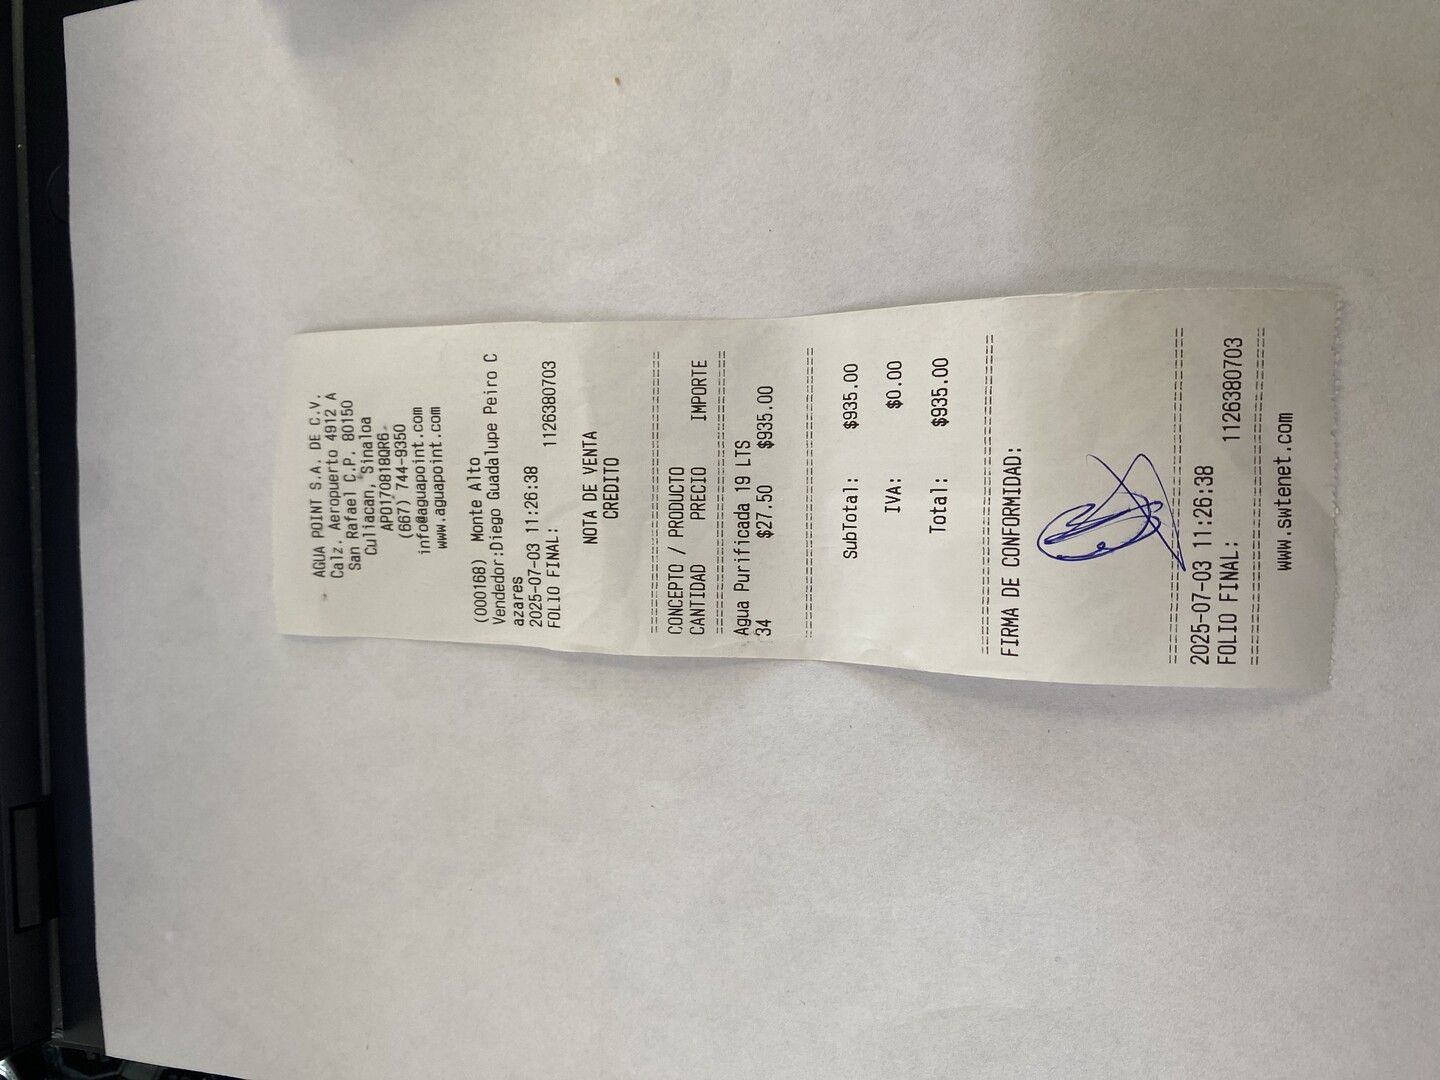 AGUA POINT S.A. DE C.V.
Calz. Aeropuerto 4912 A
San Rafael C.P. 80150
Culiacan, Sinaloa
APO170818QR6
(667) 744-9350
info@aguapoint.com
www.aguapoint.com
(000168) Monte Alto
Vendedor:Diego Guadalupe Peiro C
azares
2025-07-03 11:26:38
FOLIO FINAL: 1126380703
NOTA DE VENTA
CREDITO
================================
CONCEPTO / PRODUCTO
CANTIDAD PRECIO IMPORTE
================================
Agua Purificada 19 LTS
34 $27.50 $935.00
================================
SubTotal: $935.00
IVA: $0.00
Total: $935.00
================================
FIRMA DE CONFORMIDAD:
================================
2025-07-03 11:26:38
FOLIO FINAL: 1126380703
================================
www.swtenet.com